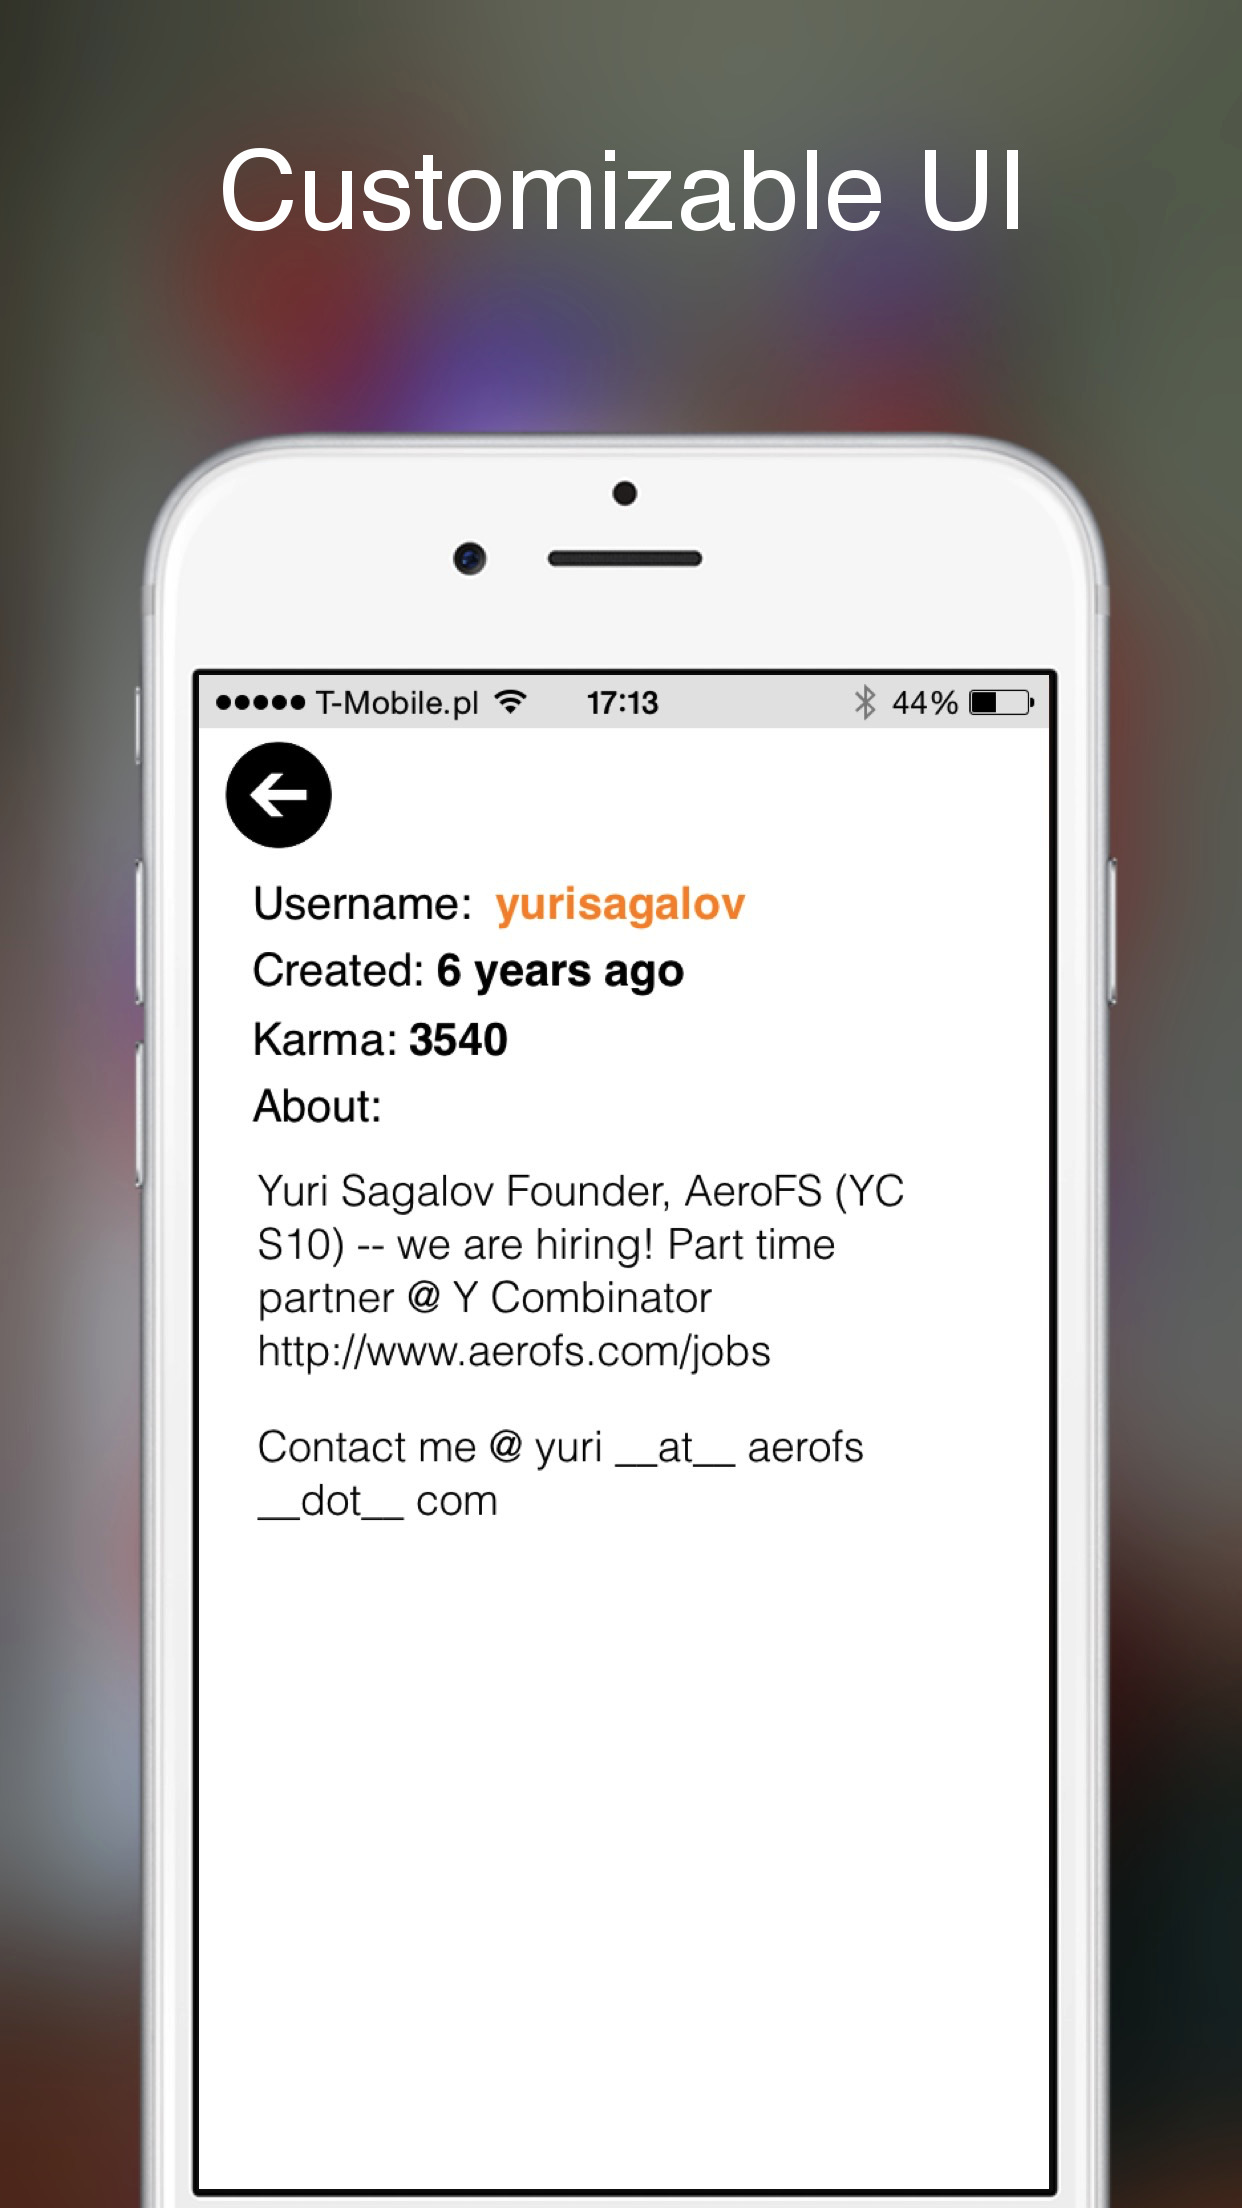 Customizable UI
T-Mobile.pl 17:13 44%
Username: yurisagalov
Created: 6 years ago
Karma: 3540
About:
Yuri Sagalov Founder, AeroFS (YC
S10) -- we are hiring! Part time
partner @ Y Combinator
http://www.aerofs.com/jobs
Contact me @ yuri __at__ aerofs
__dot__ com